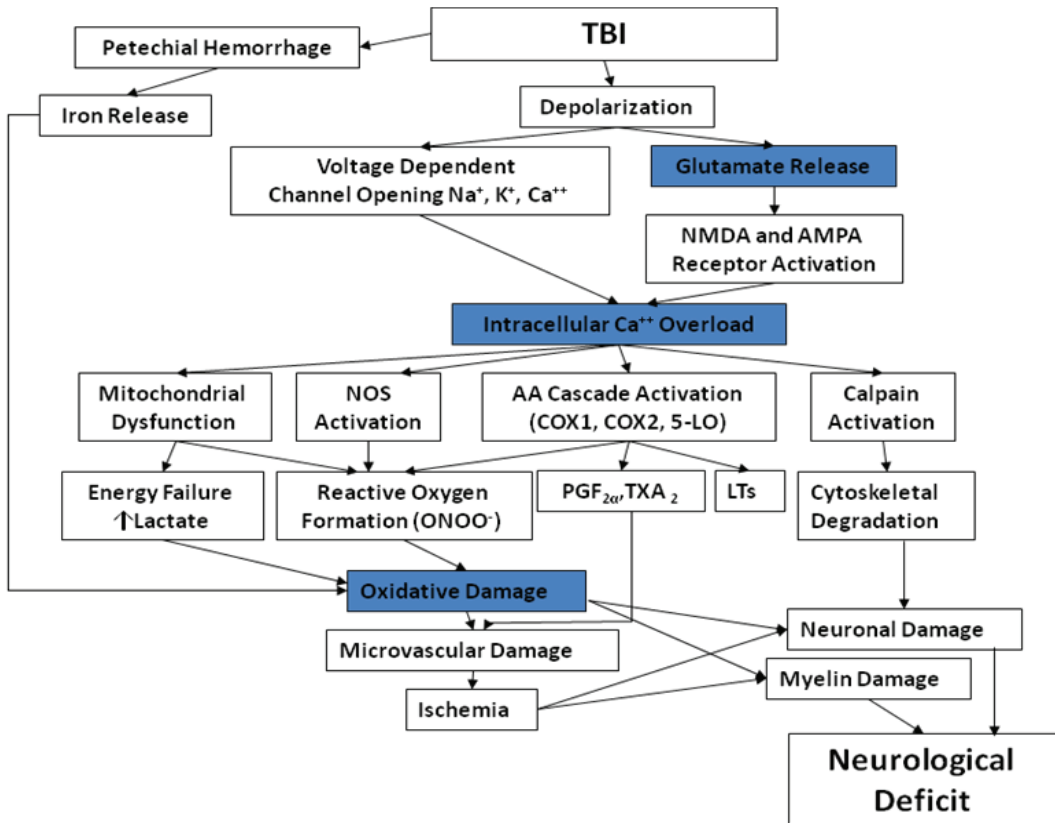 TBI
Petechial Hemorrhage
Iron Release
Depolarization
Voltage Dependent
Channel Opening Na⁺, K⁺, Ca⁺⁺
Glutamate Release
NMDA and AMPA
Receptor Activation
Intracellular Ca⁺⁺ Overload
Mitochondrial
Dysfunction
NOS
Activation
AA Cascade Activation
(COX1, COX2, 5-LO)
Calpain
Activation
Energy Failure
↑Lactate
Reactive Oxygen
Formation (ONOO⁻)
PGF₂α,TXA ₂
LTs
Cytoskeletal
Degradation
Oxidative Damage
Neuronal Damage
Microvascular Damage
Myelin Damage
Ischemia
Neurological
Deficit